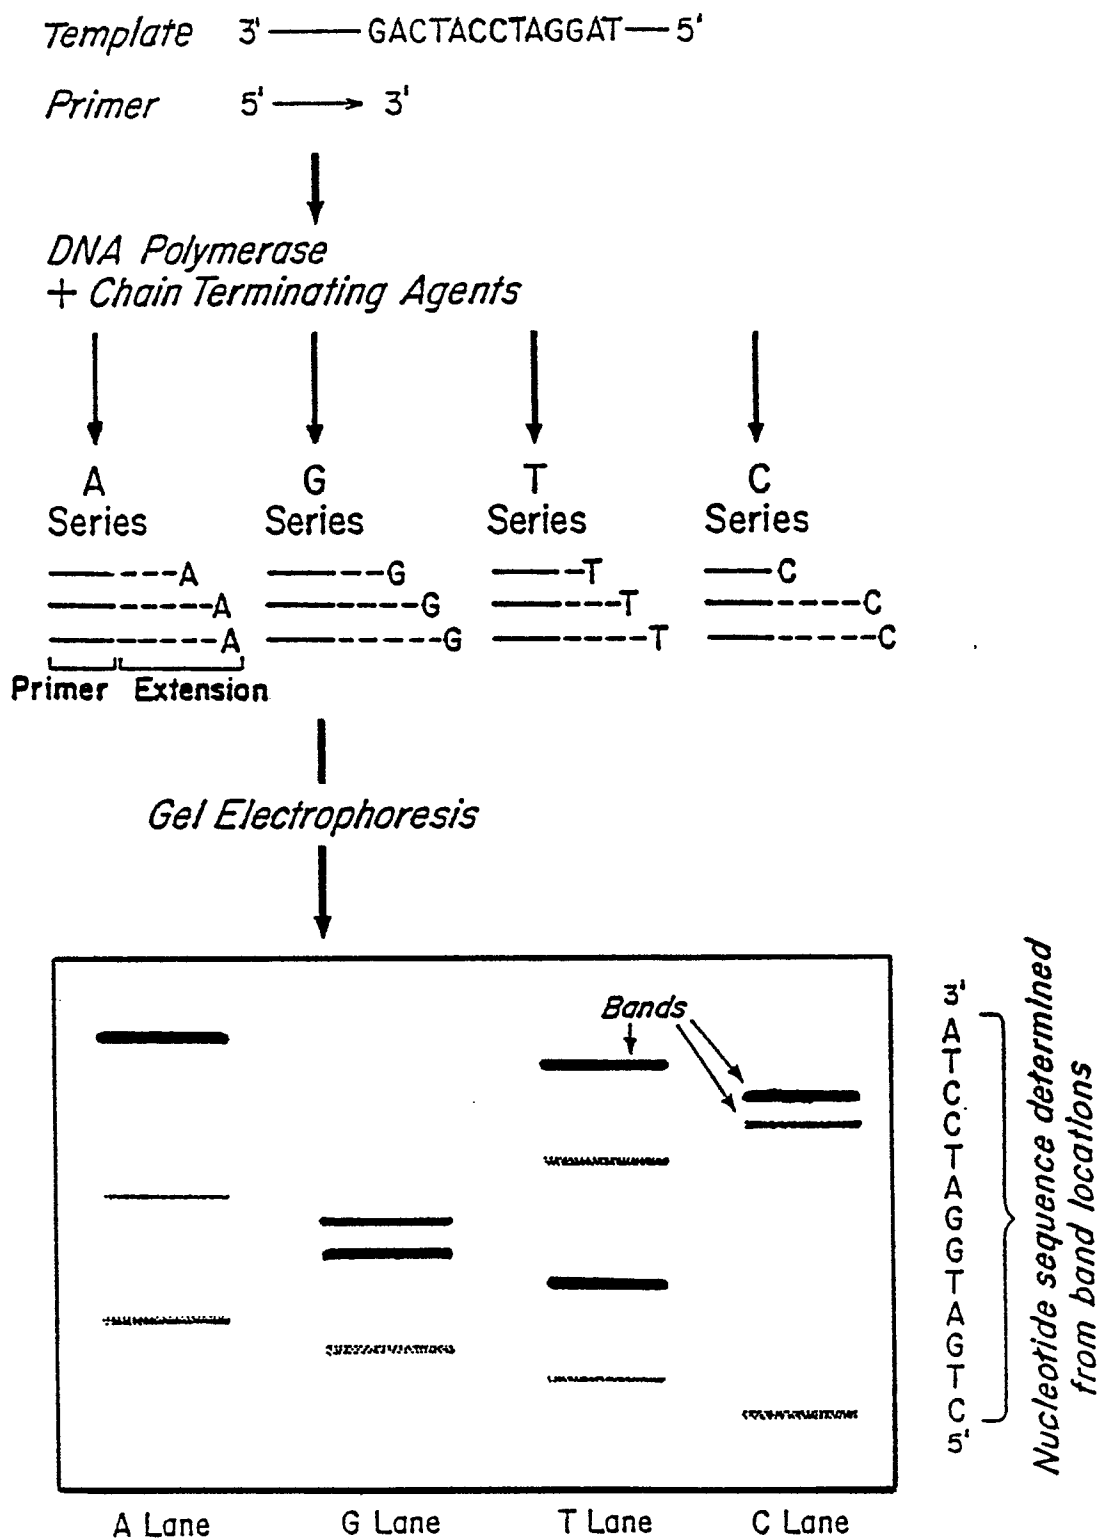 Template 3' GACTACCTAGGAT 5'
Primer 5' 3'
DNA Polymerase
+ Chain Terminating Agents
A G T C
Series Series Series Series
A G T C
A G T C
A G T C
Primer Extension
Gel Electrophoresis
Bands
3'
A
T
C
C
T
A
G
G
T
A
G
T
C
5'
Nucleotide sequence determined
from band locations
A Lane G Lane T Lane C Lane